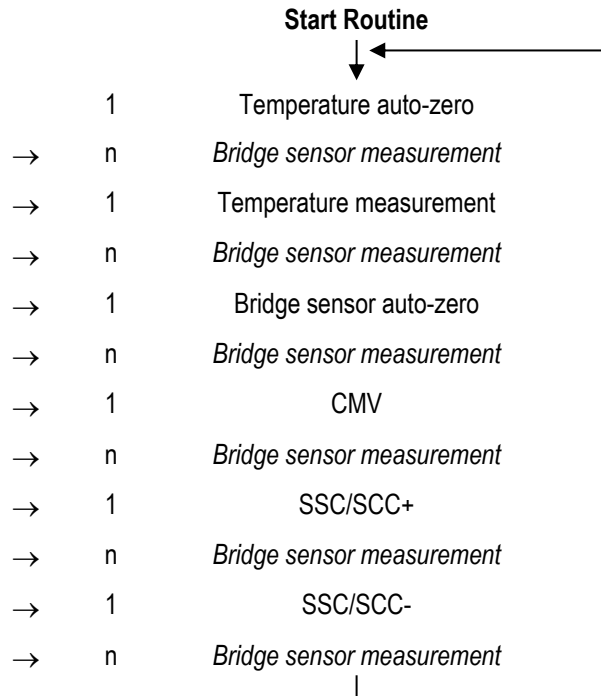 Start Routine
1 Temperature auto-zero
→ n Bridge sensor measurement
→ 1 Temperature measurement
→ n Bridge sensor measurement
→ 1 Bridge sensor auto-zero
→ n Bridge sensor measurement
→ 1 CMV
→ n Bridge sensor measurement
→ 1 SSC/SCC+
→ n Bridge sensor measurement
→ 1 SSC/SCC-
→ n Bridge sensor measurement